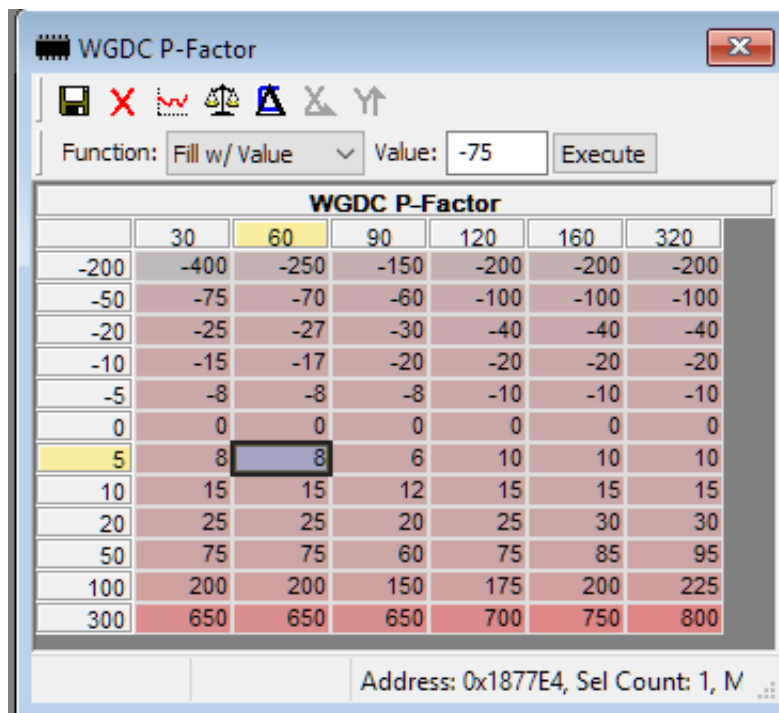 WGDC P-Factor
Function: Fill w/ Value Value: -75 Execute
WGDC P-Factor
30 60 90 120 160 320
-200 -400 -250 -150 -200 -200 -200
-50 -75 -70 -60 -100 -100 -100
-20 -25 -27 -30 -40 -40 -40
-10 -15 -17 -20 -20 -20 -20
-5 -8 -8 -8 -10 -10 -10
0 0 0 0 0 0 0
5 8 8 6 10 10 10
10 15 15 12 15 15 15
20 25 25 20 25 30 30
50 75 75 60 75 85 95
100 200 200 150 175 200 225
300 650 650 650 700 750 800
Address: 0x1877E4, Sel Count: 1, M